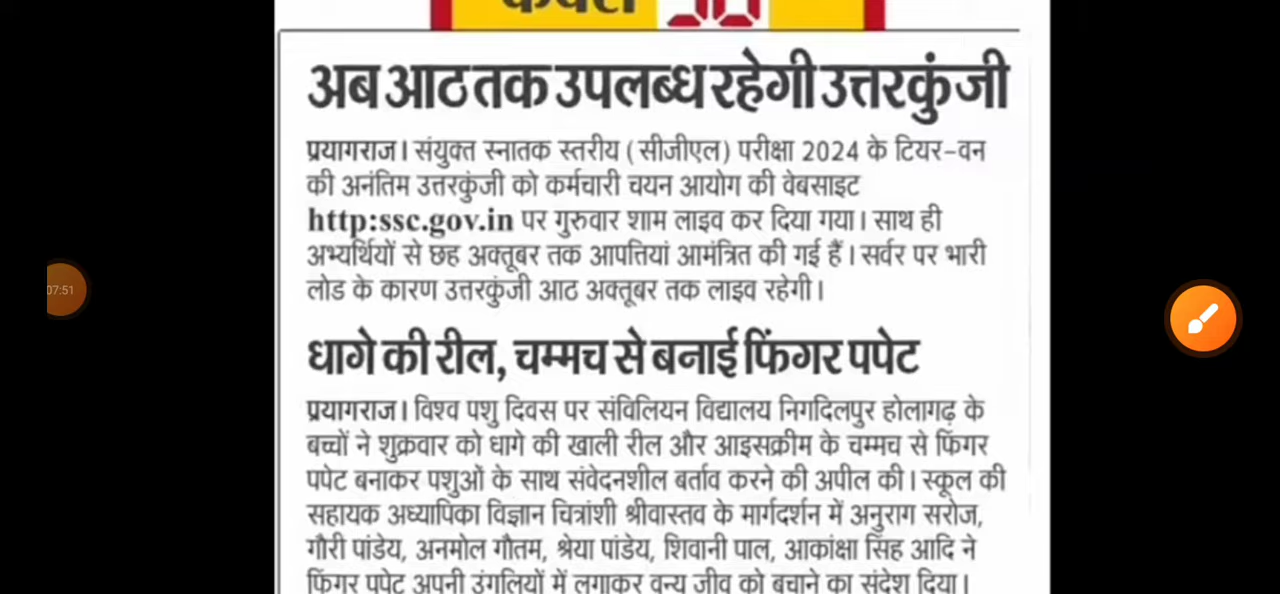 अब आठ तक उपलब्ध रहेगी उत्तरकुंजी
प्रयागराज। संयुक्त स्नातक स्तरीय (सीजीएल) परीक्षा 2024 के टियर-वन
की अनंतिम उत्तरकुंजी को कर्मचारी चयन आयोग की वेबसाइट
http:ssc.gov.in पर गुरुवार शाम लाइव कर दिया गया। साथ ही
अभ्यर्थियों से छह अक्तूबर तक आपत्तियां आमंत्रित की गई हैं। सर्वर पर भारी
लोड के कारण उत्तरकुंजी आठ अक्तूबर तक लाइव रहेगी।
07:51
धागे की रील, चम्मच से बनाई फिंगर पपेट
प्रयागराज। विश्व पशु दिवस पर संविलियन विद्यालय निगदिलपुर होलागढ़ के
बच्चों ने शुक्रवार को धागे की खाली रील और आइसक्रीम के चम्मच से फिंगर
पपेट बनाकर पशुओं के साथ संवेदनशील बर्ताव करने की अपील की। स्कूल की
सहायक अध्यापिका विज्ञान चित्रांशी श्रीवास्तव के मार्गदर्शन में अनुराग सरोज,
गौरी पांडेय, अनमोल गौतम, श्रेया पांडेय, शिवानी पाल, आकांक्षा सिंह आदि ने
फिंगर पपेट अपनी उंगलियों में लगाकर वन्य जीव को बचाने का संदेश दिया।